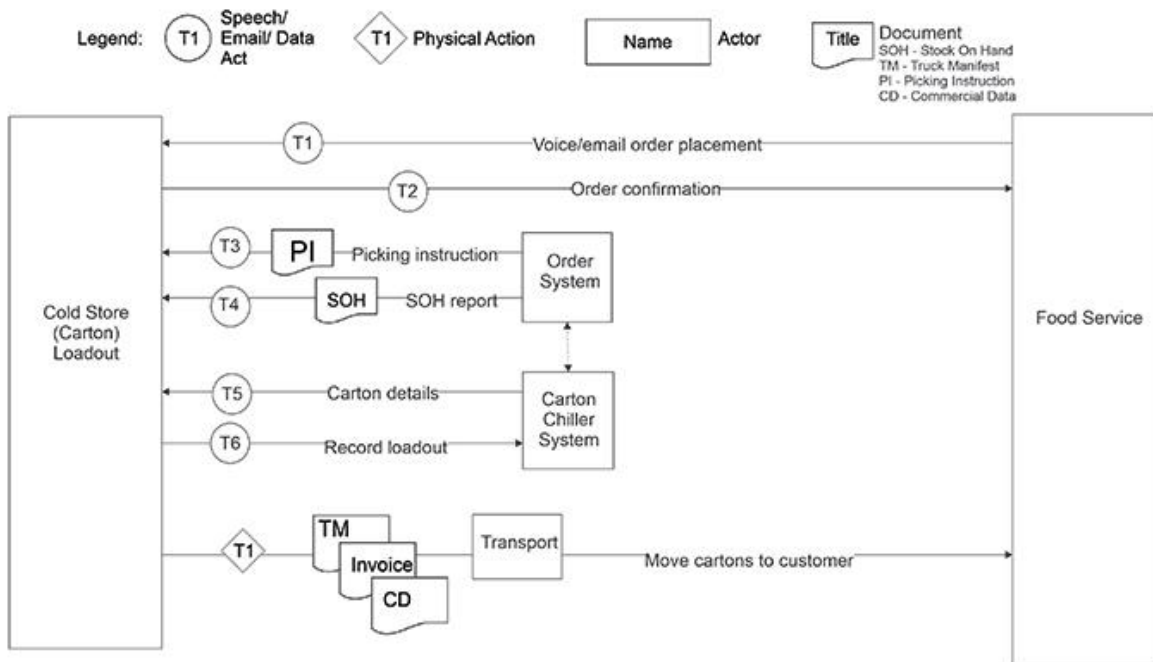 Legend:
T1
Speech/
Email/ Data
Act
T1
Physical Action
Name
Actor
Title
Document
SOH - Stock On Hand
TM - Truck Manifest
PI - Picking Instruction
CD - Commercial Data
T1
Voice/email order placement
T2
Order confirmation
T3
PI
Picking instruction
Order
System
T4
SOH
SOH report
Cold Store
(Carton)
Loadout
Food Service
T5
Carton details
Carton
Chiller
System
T6
Record loadout
T1
TM
Invoice
CD
Transport
Move cartons to customer